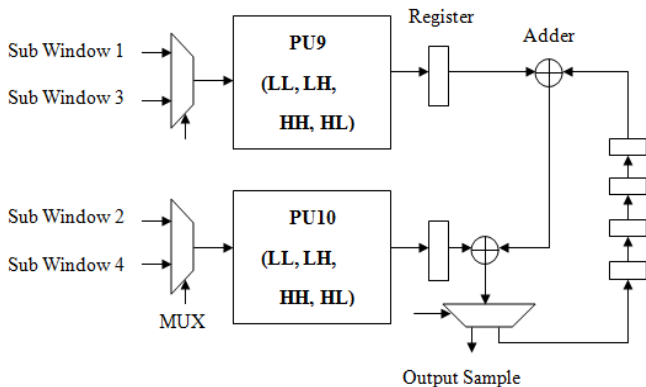 Register
Adder
Sub Window 1
Sub Window 3
PU9
(LL, LH,
HH, HL)
Sub Window 2
Sub Window 4
MUX
PU10
(LL, LH,
HH, HL)
Output Sample